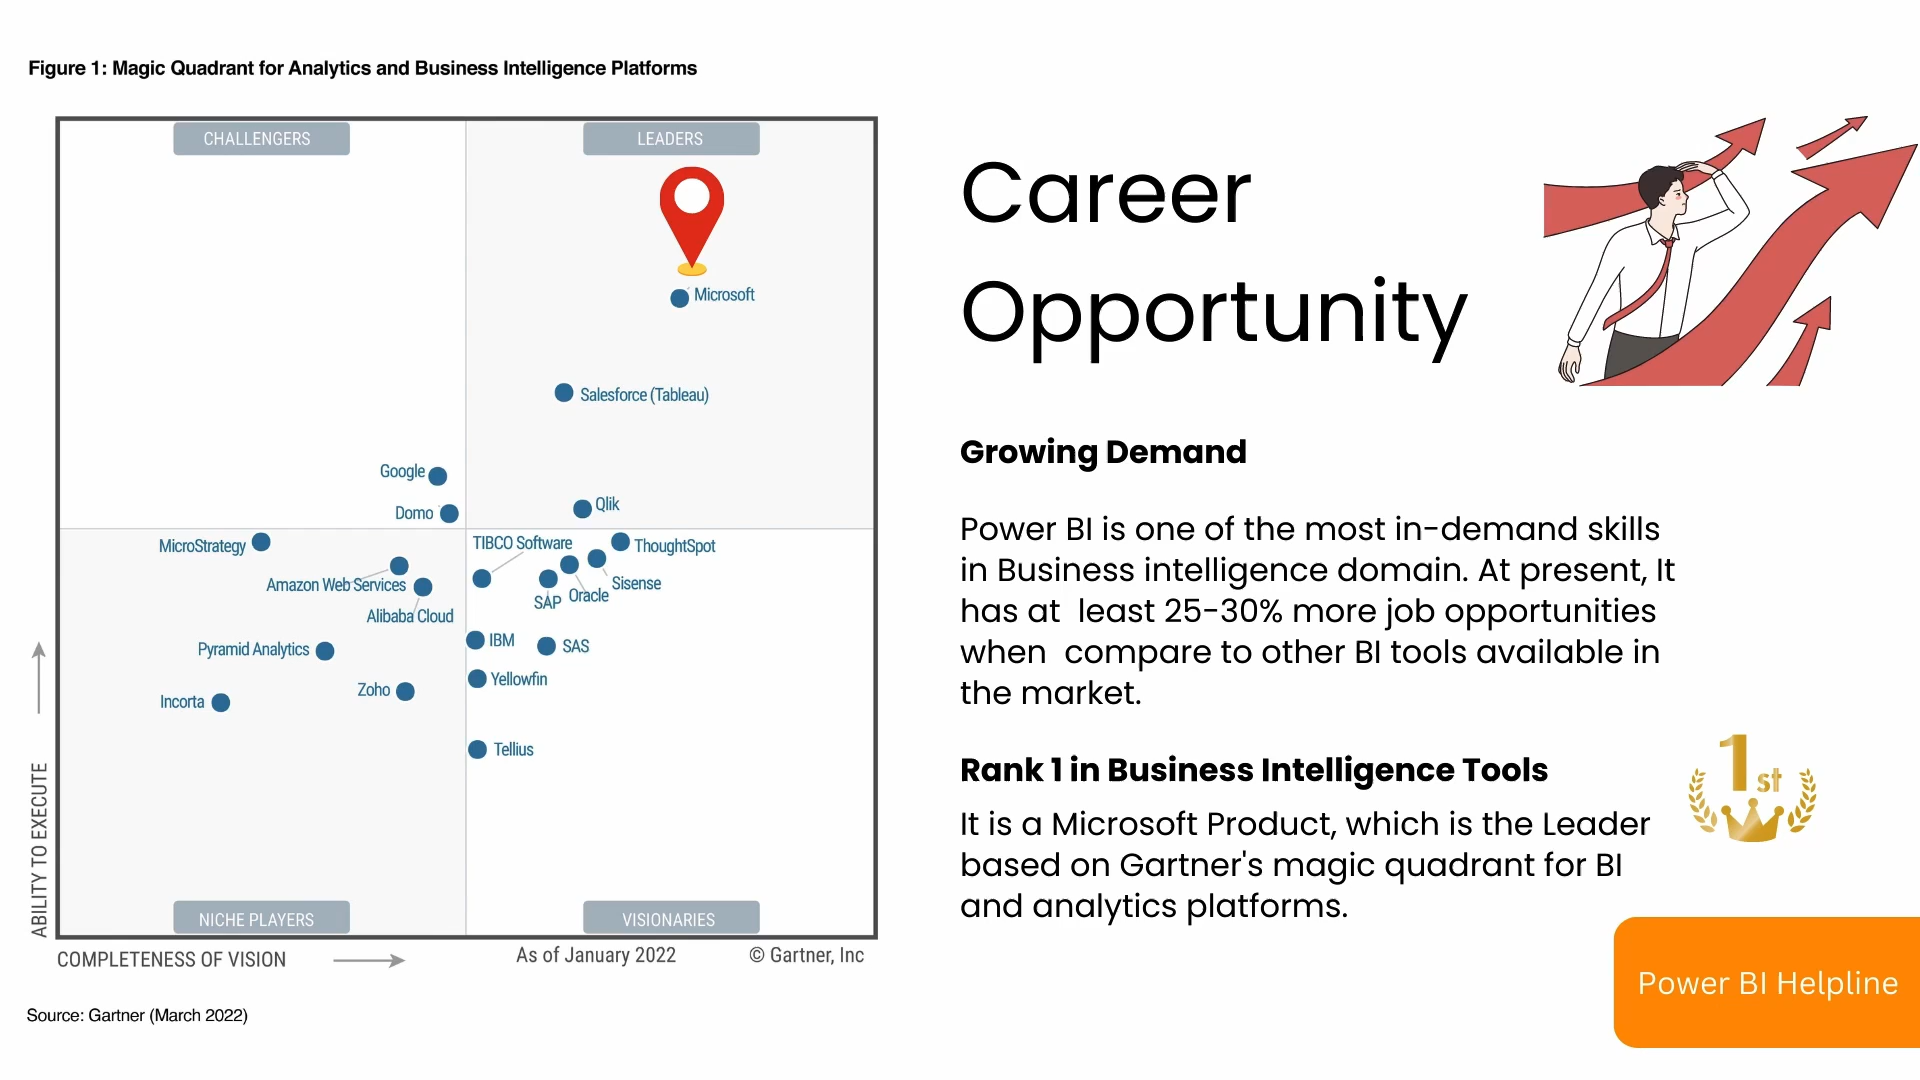 Figure 1: Magic Quadrant for Analytics and Business Intelligence Platforms
CHALLENGERS
LEADERS
Microsoft
Salesforce (Tableau)
Google
Domo
Qlik
MicroStrategy
TIBCO Software
ThoughtSpot
Amazon Web Services
Sisense
SAP
Oracle
Alibaba Cloud
IBM
SAS
Pyramid Analytics
Yellowfin
Zoho
Incorta
Tellius
ABILITY TO EXECUTE
NICHE PLAYERS
VISIONARIES
COMPLETENESS OF VISION
As of January 2022
© Gartner, Inc
Source: Gartner (March 2022)
Career
Opportunity
Growing Demand
Power BI is one of the most in-demand skills
in Business intelligence domain. At present, It
has at  least 25-30% more job opportunities
when  compare to other BI tools available in
the market.
Rank 1 in Business Intelligence Tools
1st
It is a Microsoft Product, which is the Leader
based on Gartner's magic quadrant for BI
and analytics platforms.
Power BI Helpline